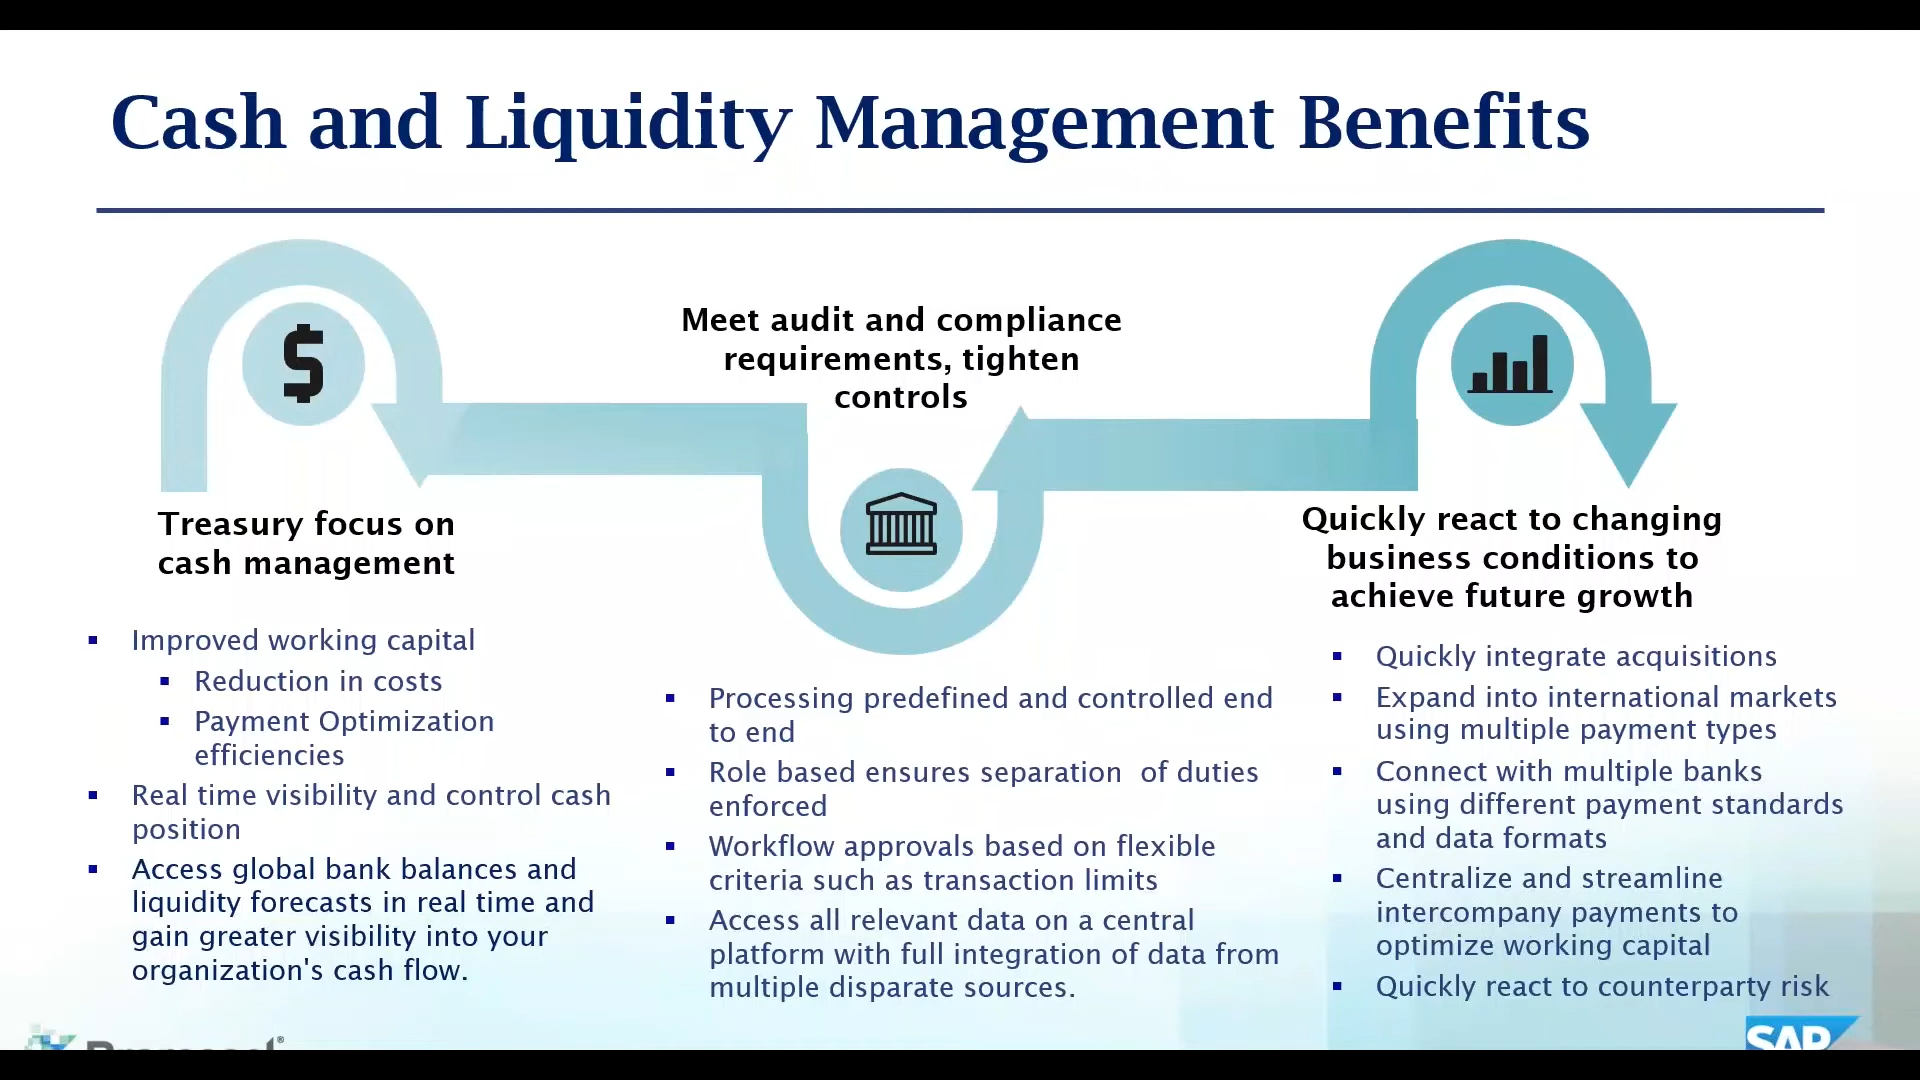 Cash and Liquidity Management Benefits
$
Treasury focus on
cash management
Improved working capital
Reduction in costs
Payment Optimization
efficiencies
Real time visibility and control cash
position
Access global bank balances and
liquidity forecasts in real time and
gain greater visibility into your
organization's cash flow.
Meet audit and compliance
requirements, tighten
controls
Processing predefined and controlled end
to end
Role based ensures separation  of duties
enforced
Workflow approvals based on flexible
criteria such as transaction limits
Access all relevant data on a central
platform with full integration of data from
multiple disparate sources.
Quickly react to changing
business conditions to
achieve future growth
Quickly integrate acquisitions
Expand into international markets
using multiple payment types
Connect with multiple banks
using different payment standards
and data formats
Centralize and streamline
intercompany payments to
optimize working capital
Quickly react to counterparty risk
SAP